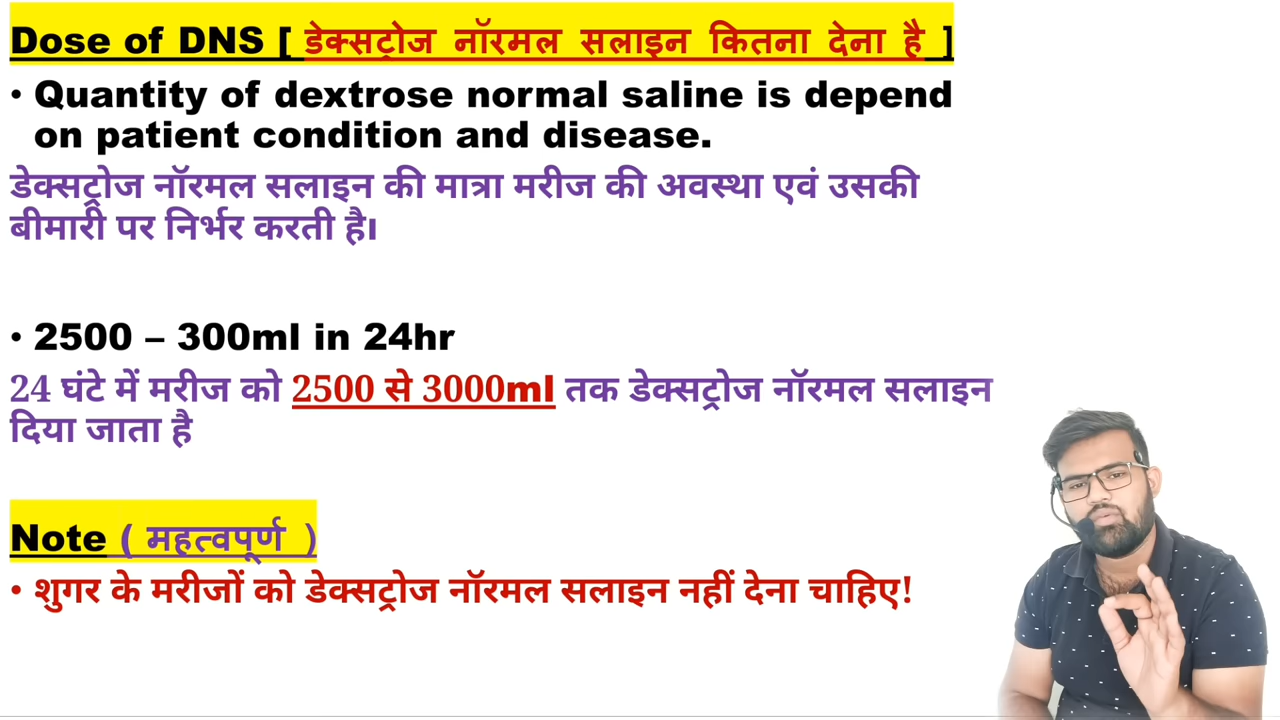 Dose of DNS [ डेक्सट्रोज नॉरमल सलाइन कितना देना है ]
• Quantity of dextrose normal saline is depend
on patient condition and disease.
डेक्सट्रोज नॉरमल सलाइन की मात्रा मरीज की अवस्था एवं उसकी
बीमारी पर निर्भर करती है।
• 2500 – 300ml in 24hr
24 घंटे में मरीज को 2500 से 3000ml तक डेक्सट्रोज नॉरमल सलाइन
दिया जाता है
Note ( महत्वपूर्ण )
• शुगर के मरीजों को डेक्सट्रोज नॉरमल सलाइन नहीं देना चाहिए!